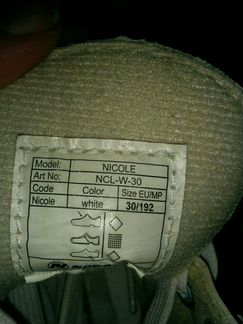 Model: NICOLE
Art No: NCL-W-30
Code Color Size EU/MP
Nicole white 30/192